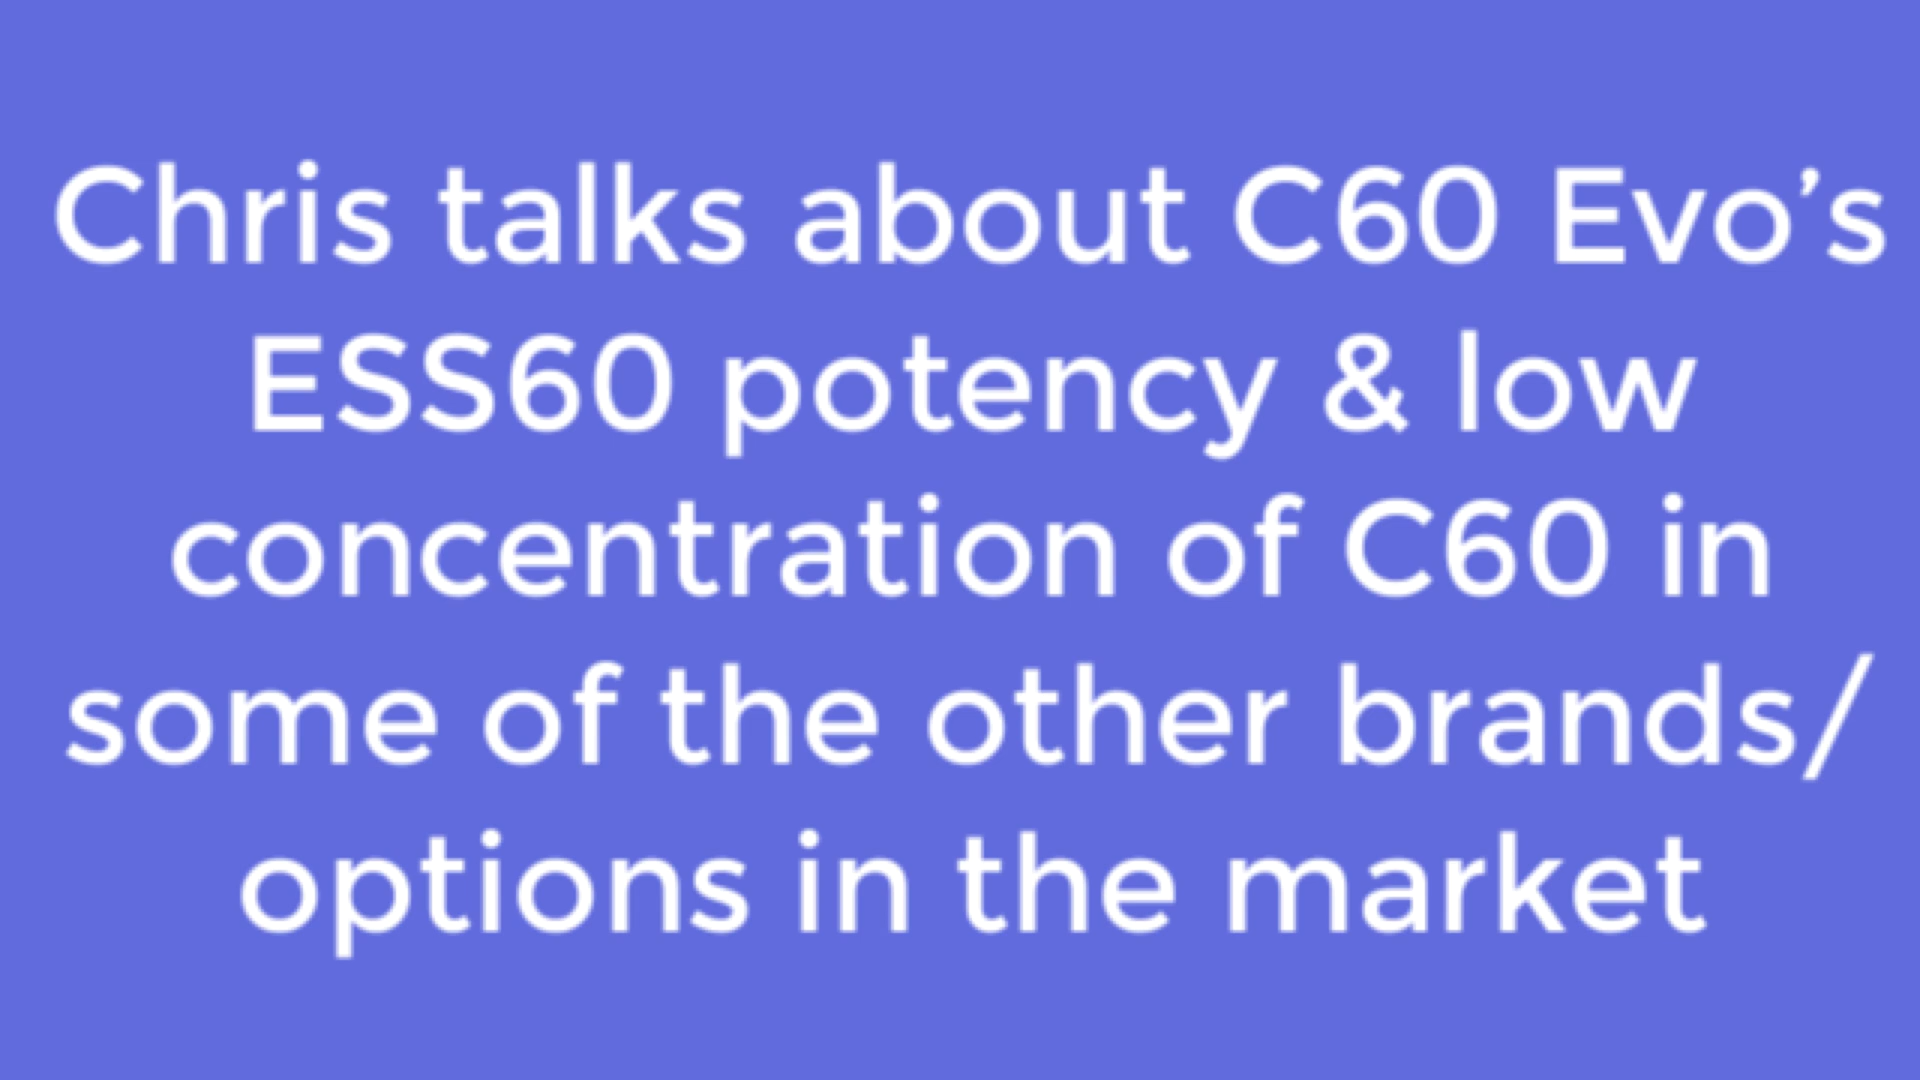 Chris talks about C60 Evo’s
ESS60 potency & low
concentration of C60 in
some of the other brands/
options in the market